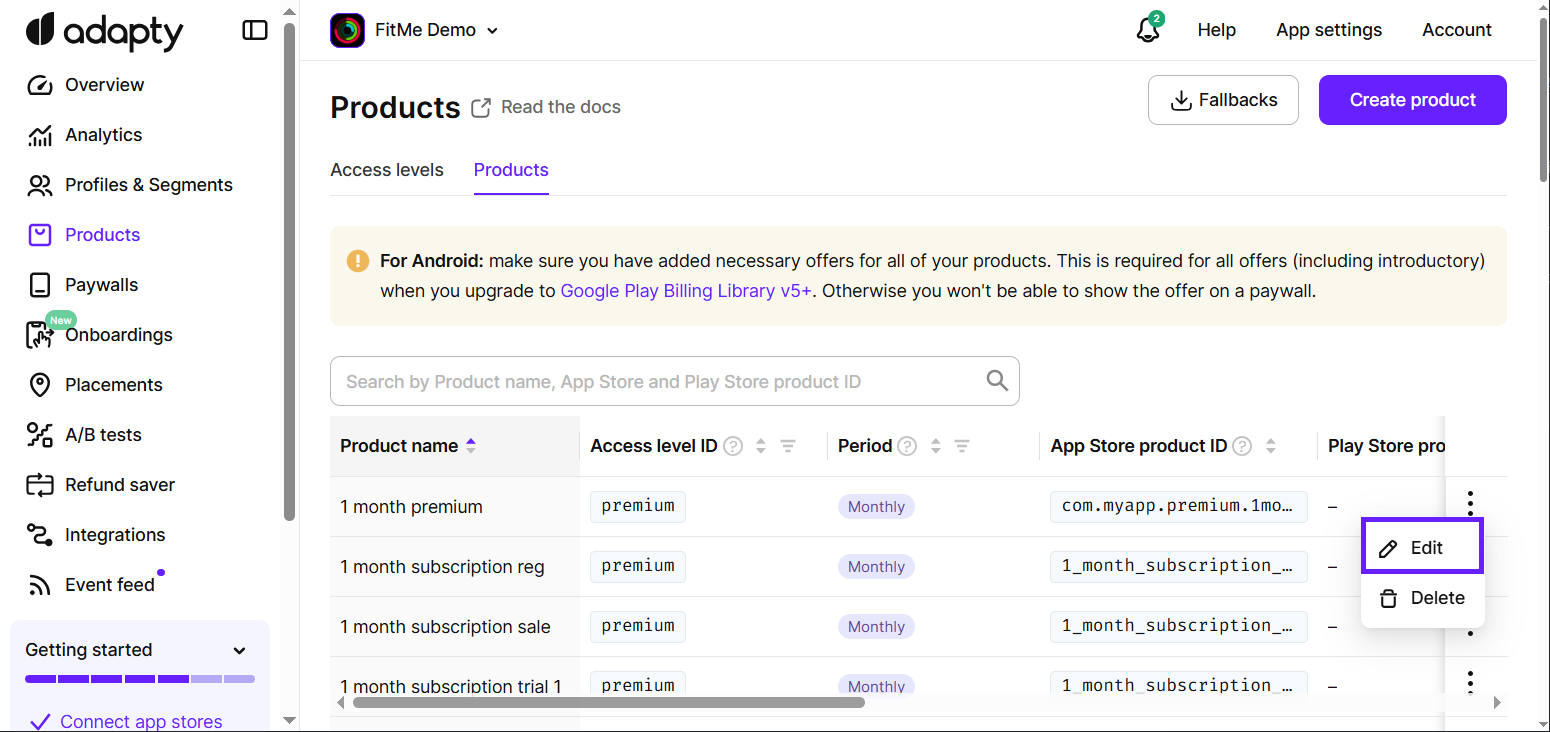 adapty
FitMe Demo
2
Help
App settings
Account
Overview
Analytics
Profiles & Segments
Products
Paywalls
New
Onboardings
Placements
A/B tests
Refund saver
Integrations
Event feed
Getting started
Connect app stores
Products
Read the docs
Fallbacks
Create product
Access levels
Products
For Android: make sure you have added necessary offers for all of your products. This is required for all offers (including introductory)
when you upgrade to Google Play Billing Library v5+. Otherwise you won't be able to show the offer on a paywall.
Search by Product name, App Store and Play Store product ID
Product name Access level ID ? Period ? App Store product ID ? Play Store pro
1 month premium premium Monthly com.myapp.premium.1mo… –
1 month subscription reg premium Monthly 1_month_subscription_… –
1 month subscription sale premium Monthly 1_month_subscription_… –
1 month subscription trial 1 premium Monthly 1_month_subscription_… –
Edit
Delete